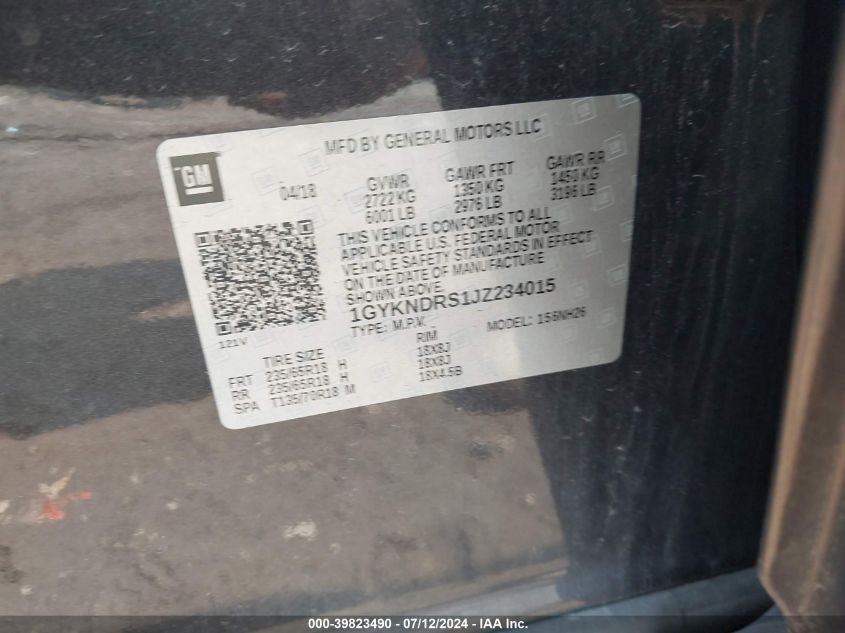 MFD BY GENERAL MOTORS LLC
GM
04/18 GVWR GAWR FRT GAWR RR
2722 KG 1350 KG 1450 KG
6001 LB 2976 LB 3196 LB
THIS VEHICLE CONFORMS TO ALL
APPLICABLE U.S. FEDERAL MOTOR
VEHICLE SAFETY STANDARDS IN EFFECT
ON THE DATE OF MANUFACTURE
SHOWN ABOVE.
1GYKNDRS1JZ234015
TYPE: M.P.V. MODEL: 156NH26
121V
TIRE SIZE RIM
FRT 235/65R18 H 18X8J
RR 235/65R18 H 18X8J
SPA T135/70R18 M 18X4.5B
000-39823490 - 07/12/2024 - IAA Inc.